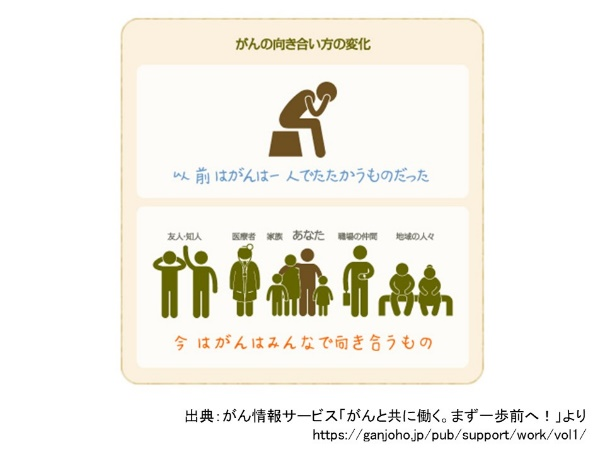 がんの向き合い方の変化
以前はがんは一人でたたかうものだった
友人・知人 医療者 家族 あなた 職場の仲間 地域の人々
今はがんはみんなで向き合うもの
出典：がん情報サービス「がんと共に働く。まず一歩前へ！」より
https://ganjoho.jp/pub/support/work/vol1/